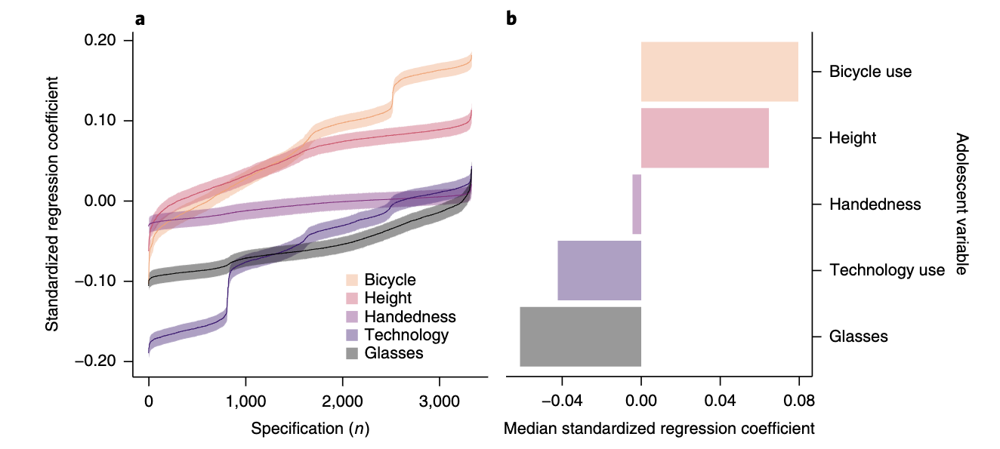 a
Standardized regression coefficient
0.20
0.10
0.00
−0.10
−0.20
0
1,000
2,000
3,000
Specification (n)
Bicycle
Height
Handedness
Technology
Glasses
b
Bicycle use
Height
Handedness
Technology use
Glasses
Adolescent variable
−0.04
0.00
0.04
0.08
Median standardized regression coefficient